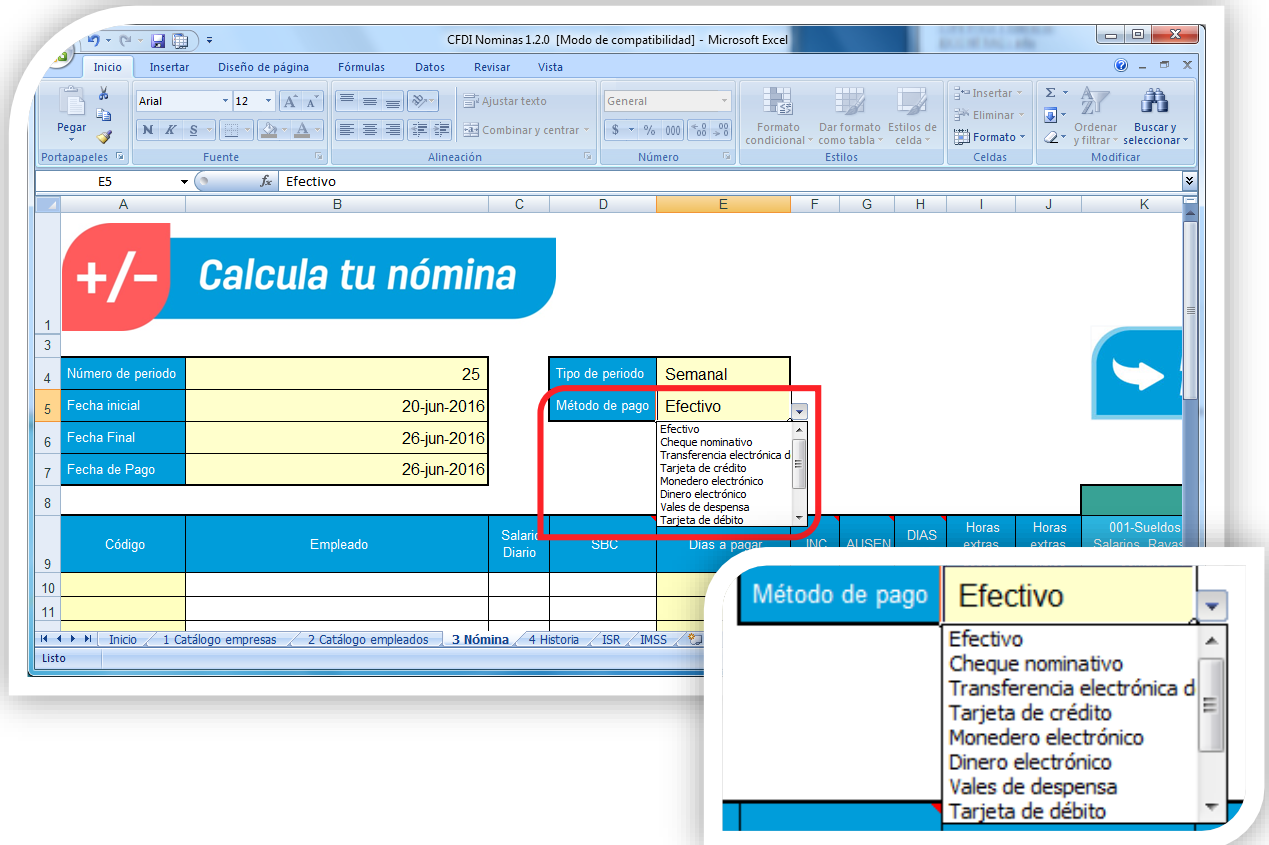 CFDI Nominas 1.2.0 [Modo de compatibilidad] - Microsoft Excel
Inicio Insertar Diseño de página Fórmulas Datos Revisar Vista
Pegar
Arial 12
Ajustar texto
General
Formato condicional
Dar formato como tabla
Estilos de celda
Insertar
Eliminar
Formato
Ordenar y filtrar
Buscar y seleccionar
N K S
Combinar y centrar
$ % 000
Portapapeles Fuente Alineación Número Estilos Celdas Modificar
E5 fx Efectivo
A B C D E F G H I J K
1
+/- Calcula tu nómina
3
4 Número de periodo 25 Tipo de periodo Semanal
5 Fecha inicial 20-jun-2016 Método de pago Efectivo
6 Fecha Final 26-jun-2016
7 Fecha de Pago 26-jun-2016
Efectivo
Cheque nominativo
Transferencia electrónica d
Tarjeta de crédito
Monedero electrónico
Dinero electrónico
Vales de despensa
Tarjeta de débito
8
9 Código Empleado Salario Diario SBC Dias a pagar INC AUSEN DIAS Horas extras Horas extras 001-Sueldos Salarios, Rayas
10
11
Inicio 1 Catálogo empresas 2 Catálogo empleados 3 Nómina 4 Historia ISR IMSS
Listo
Método de pago Efectivo
Efectivo
Cheque nominativo
Transferencia electrónica d
Tarjeta de crédito
Monedero electrónico
Dinero electrónico
Vales de despensa
Tarjeta de débito